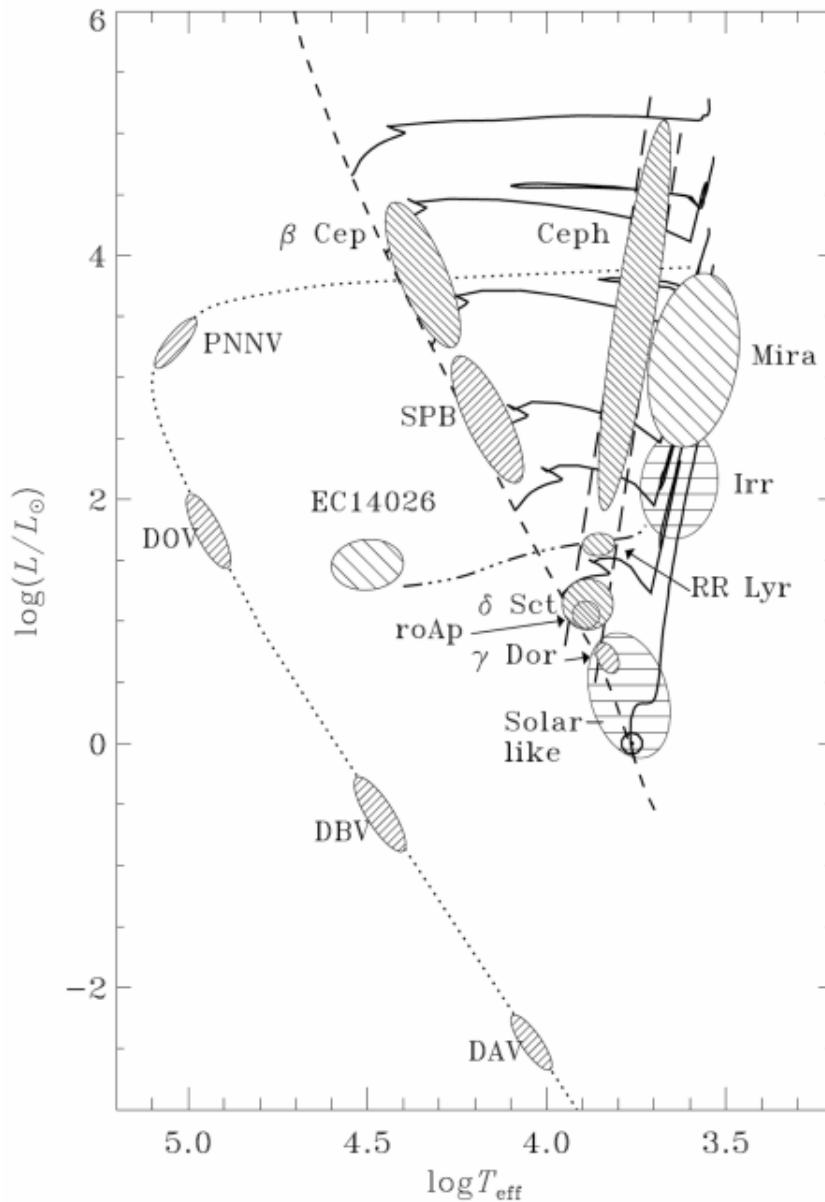 6
β Cep
Ceph
4
PNNV
Mira
SPB
2
EC14026
Irr
DOV
RR Lyr
δ Sct
roAp
γ Dor
Solar-
like
0
DBV
−2
DAV
5.0
4.5
4.0
3.5
log(L/L☉)
log Teff